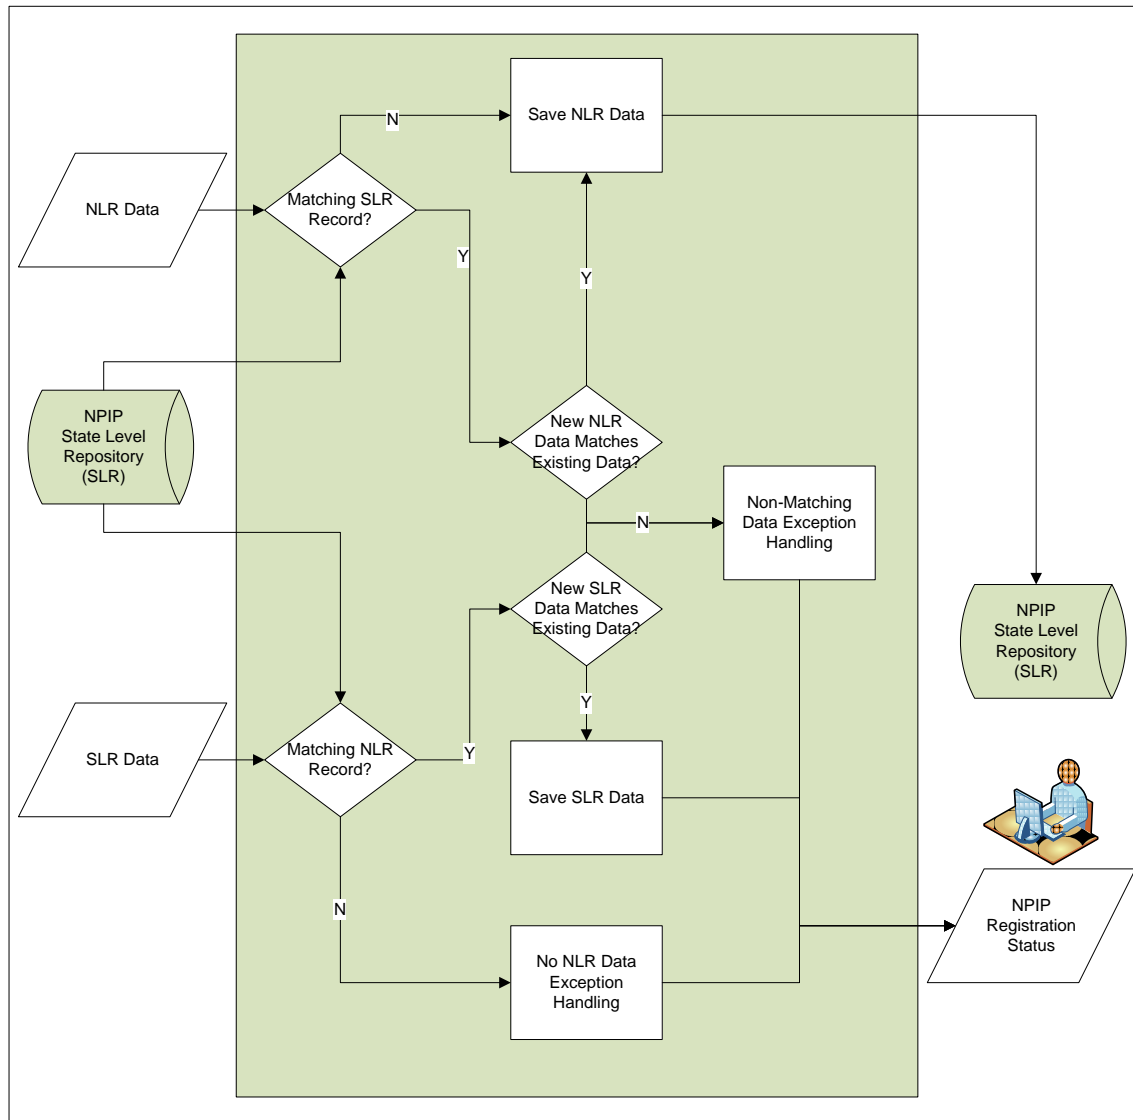 Save NLR Data
N
NLR Data
Matching SLR
Record?
Y
Y
NPIP
State Level
Repository
(SLR)
New NLR
Data Matches
Existing Data?
Non-Matching
Data Exception
Handling
N
New SLR
Data Matches
Existing Data?
NPIP
State Level
Repository
(SLR)
Y
SLR Data
Matching NLR
Record?
Y
Save SLR Data
N
No NLR Data
Exception
Handling
NPIP
Registration
Status